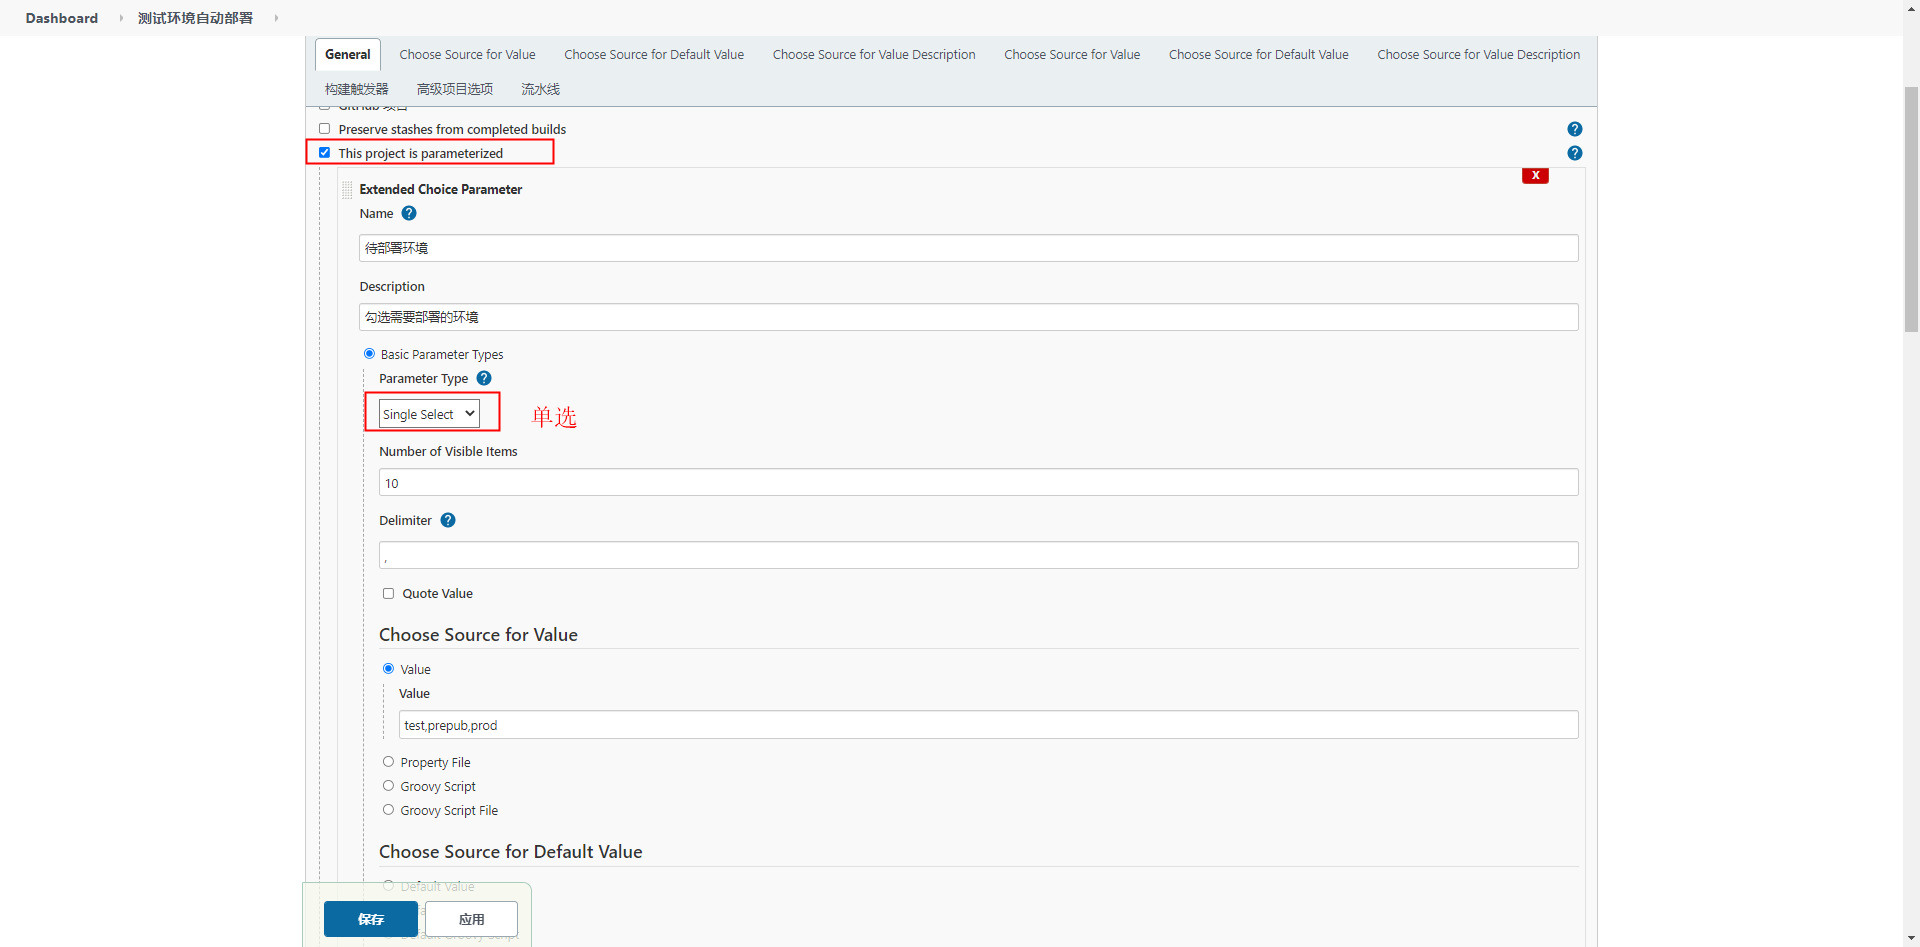 Dashboard 测试环境自动部署
General Choose Source for Value Choose Source for Default Value Choose Source for Value Description Choose Source for Value Choose Source for Default Value Choose Source for Value Description
构建触发器 高级项目选项 流水线
GitHub 项目
Preserve stashes from completed builds ?
This project is parameterized ?
X
Extended Choice Parameter
Name ?
待部署环境
Description
勾选需要部署的环境
Basic Parameter Types
Parameter Type ?
Single Select 单选
Number of Visible Items
10
Delimiter ?
,
Quote Value
Choose Source for Value
Value
Value
test,prepub,prod
Property File
Groovy Script
Groovy Script File
Choose Source for Default Value
Default Value
保存 应用
Default Groovy Script